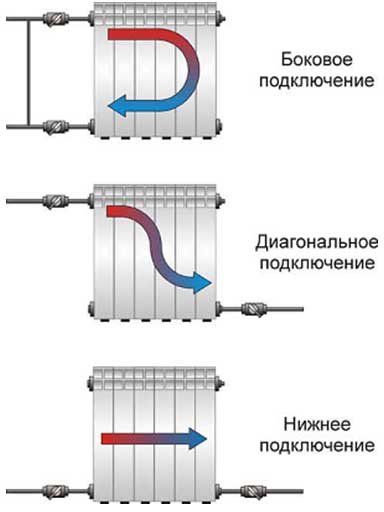 Боковое
подключение
Диагональное
подключение
Нижнее
подключение